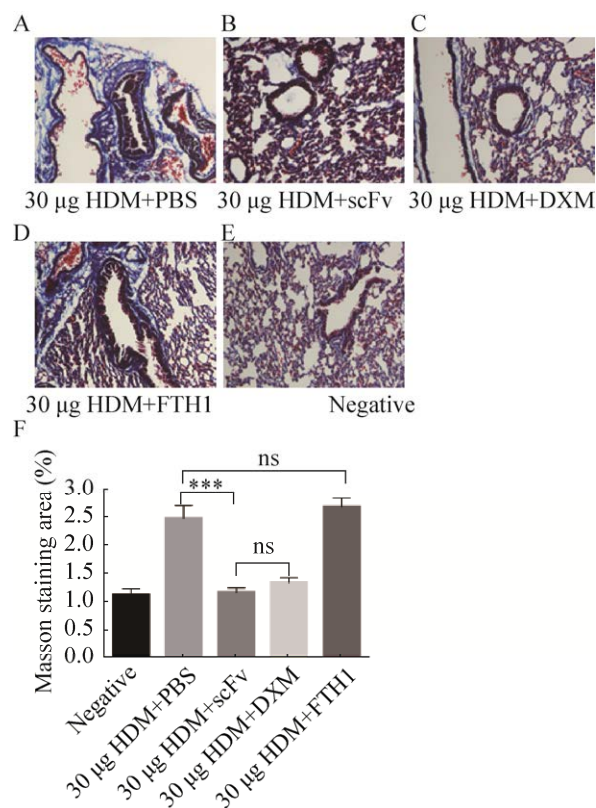 A
B
C
30 μg HDM+PBS
30 μg HDM+scFv
30 μg HDM+DXM
D
E
30 μg HDM+FTH1
Negative
F
Masson staining area (%)
3.0
2.5
2.0
1.5
1.0
0.5
0.0
ns
***
ns
Negative
30 μg HDM+PBS
30 μg HDM+scFv
30 μg HDM+DXM
30 μg HDM+FTH1